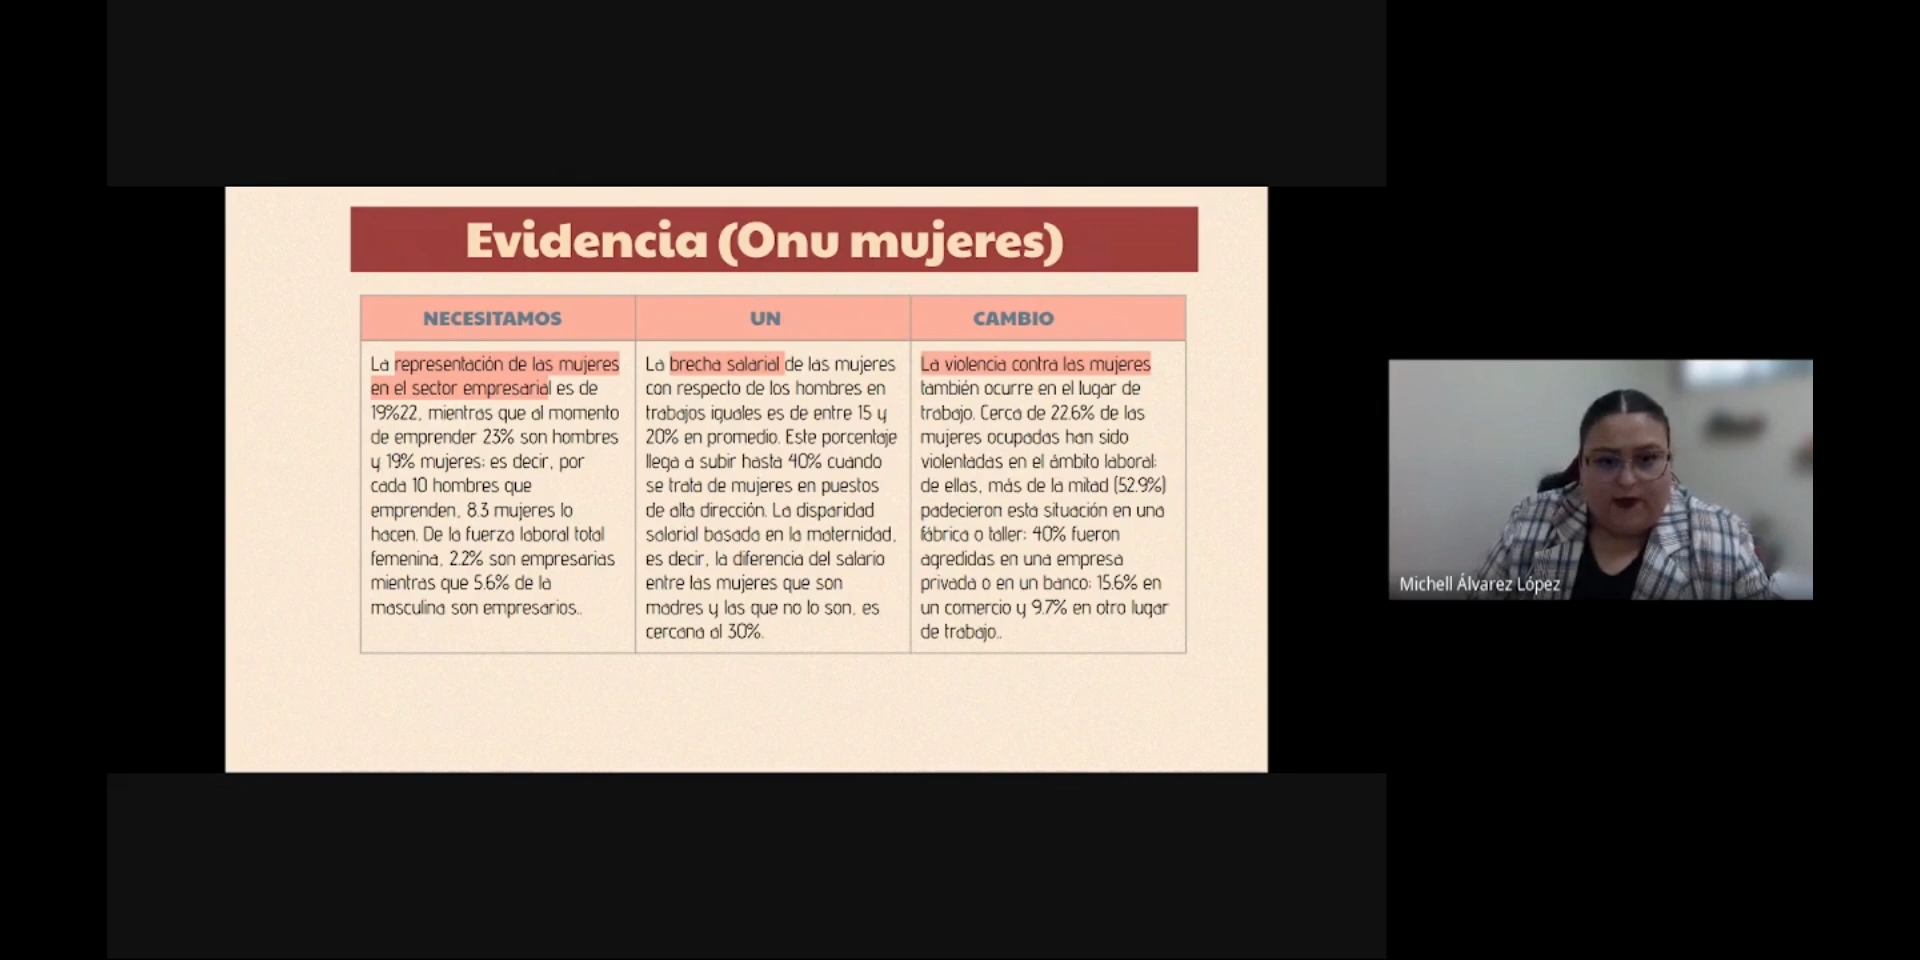 Evidencia (Onu mujeres)
NECESITAMOS
La representación de las mujeres
en el sector empresarial es de
19%22, mientras que al momento
de emprender 23% son hombres
y 19% mujeres; es decir, por
cada 10 hombres que
emprenden, 8.3 mujeres lo
hacen. De la fuerza laboral total
femenina, 2.2% son empresarias
mientras que 5.6% de la
masculina son empresarios..
UN
La brecha salarial de las mujeres
con respecto de los hombres en
trabajos iguales es de entre 15 y
20% en promedio. Este porcentaje
llega a subir hasta 40% cuando
se trata de mujeres en puestos
de alta dirección. La disparidad
salarial basada en la maternidad,
es decir, la diferencia del salario
entre las mujeres que son
madres y las que no lo son, es
cercana al 30%.
CAMBIO
La violencia contra las mujeres
también ocurre en el lugar de
trabajo. Cerca de 22.6% de las
mujeres ocupadas han sido
violentadas en el ámbito laboral;
de ellas, más de la mitad (52.9%)
padecieron esta situación en una
fábrica o taller; 40% fueron
agredidas en una empresa
privada o en un banco; 15.6% en
un comercio y 9.7% en otro lugar
de trabajo..
Michell Álvarez López